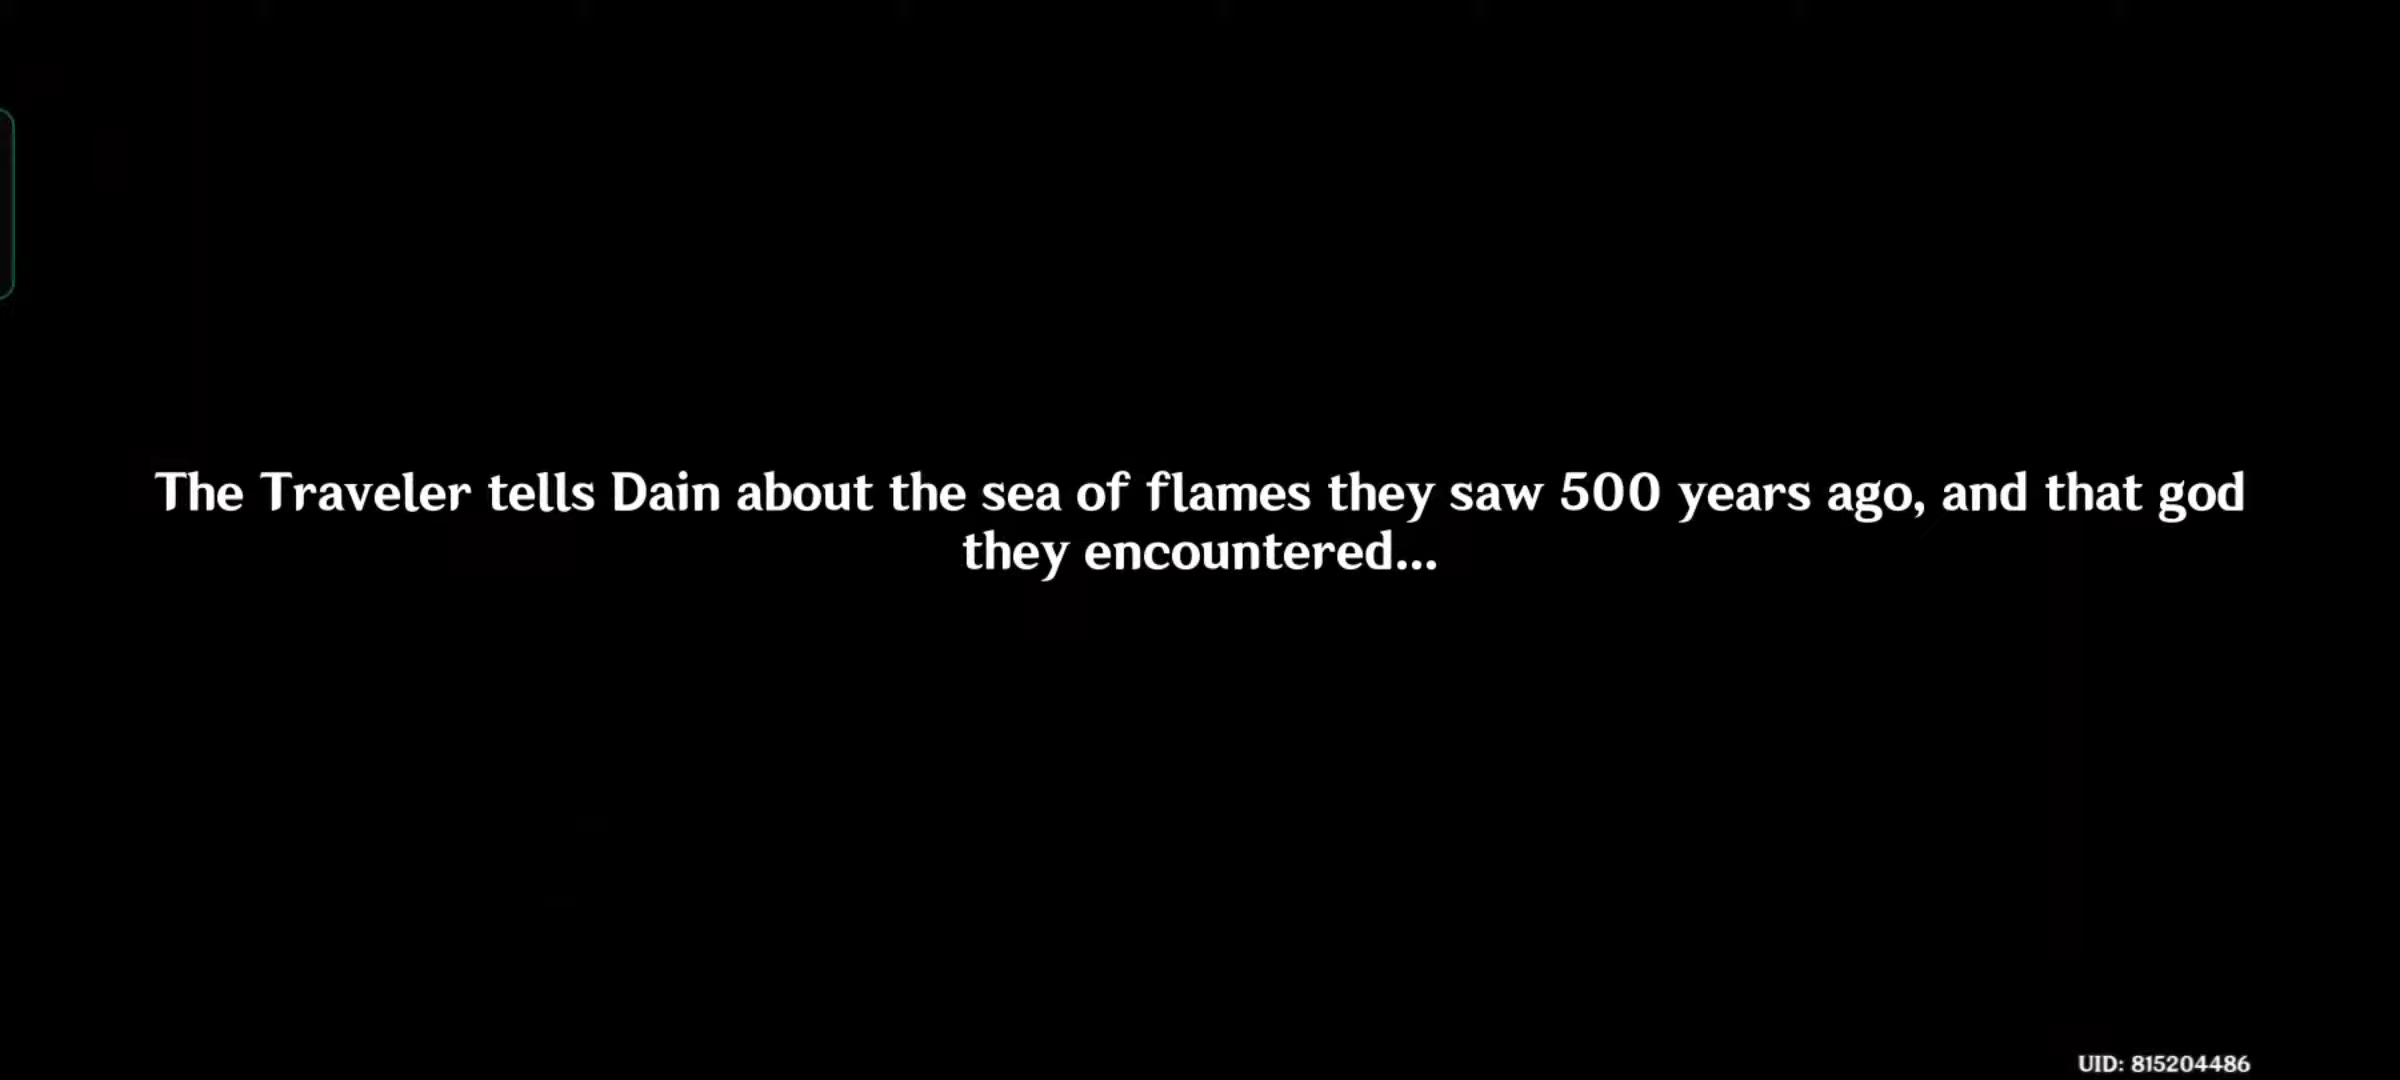 The Traveler tells Dain about the sea of flames they saw 500 years ago, and that god
they encountered...
UID: 815204486